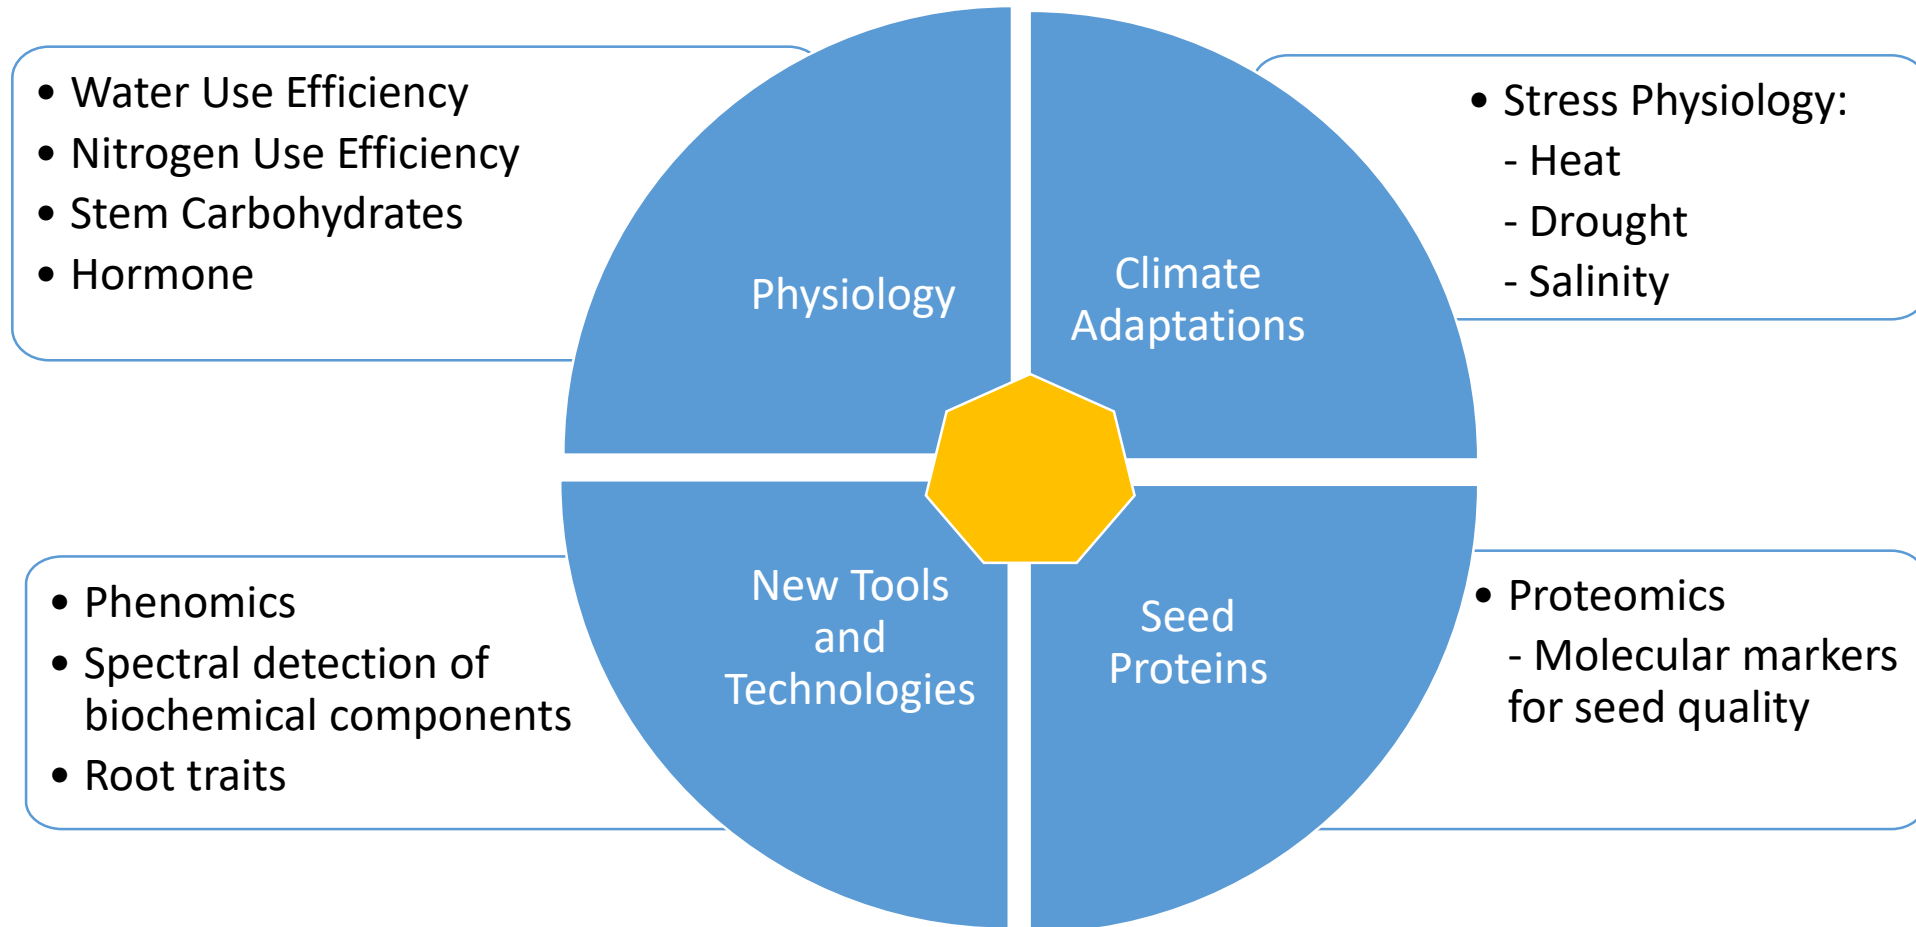 • Water Use Efficiency
• Nitrogen Use Efficiency
• Stem Carbohydrates
• Hormone
Physiology
Climate
Adaptations
• Stress Physiology:
- Heat
- Drought
- Salinity
• Phenomics
• Spectral detection of
biochemical components
• Root traits
New Tools
and
Technologies
Seed
Proteins
• Proteomics
- Molecular markers
for seed quality